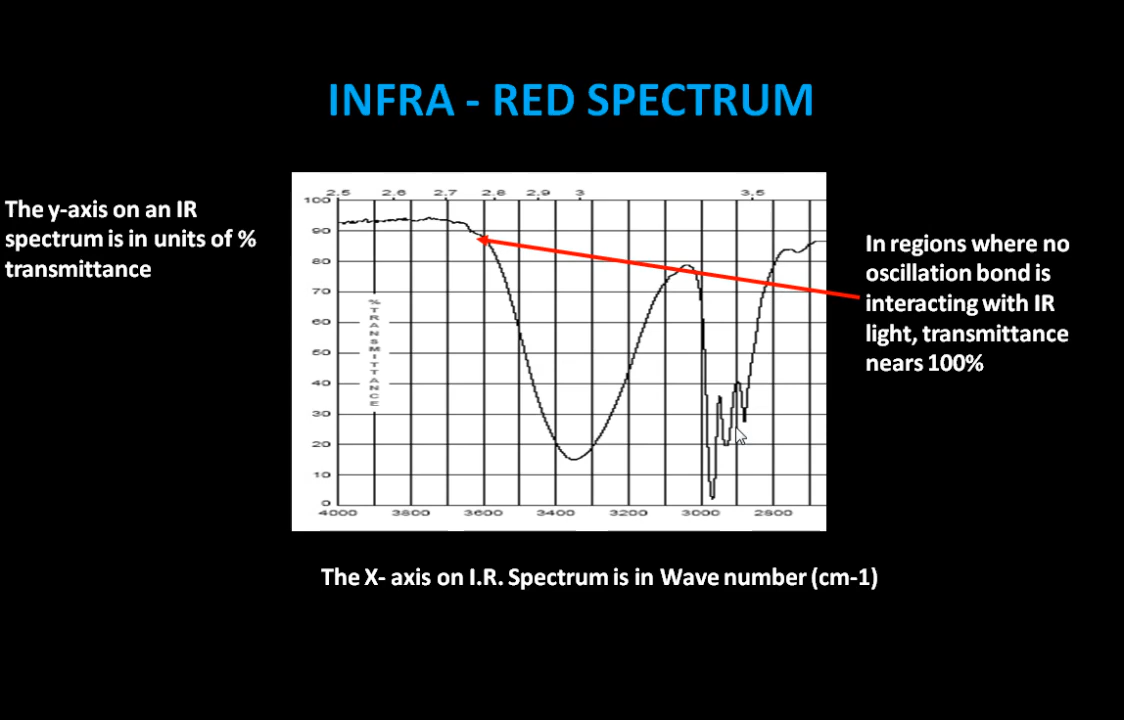 INFRA - RED SPECTRUM
The y-axis on an IR
spectrum is in units of %
transmittance
2.5 2.6 2.7 2.8 2.9 3 3.5
100
90
80
70
60
50
40
30
20
10
0
%TRANSMITTANCE
4000 3800 3600 3400 3200 3000 2800
In regions where no
oscillation bond is
interacting with IR
light, transmittance
nears 100%
The X- axis on I.R. Spectrum is in Wave number (cm-1)